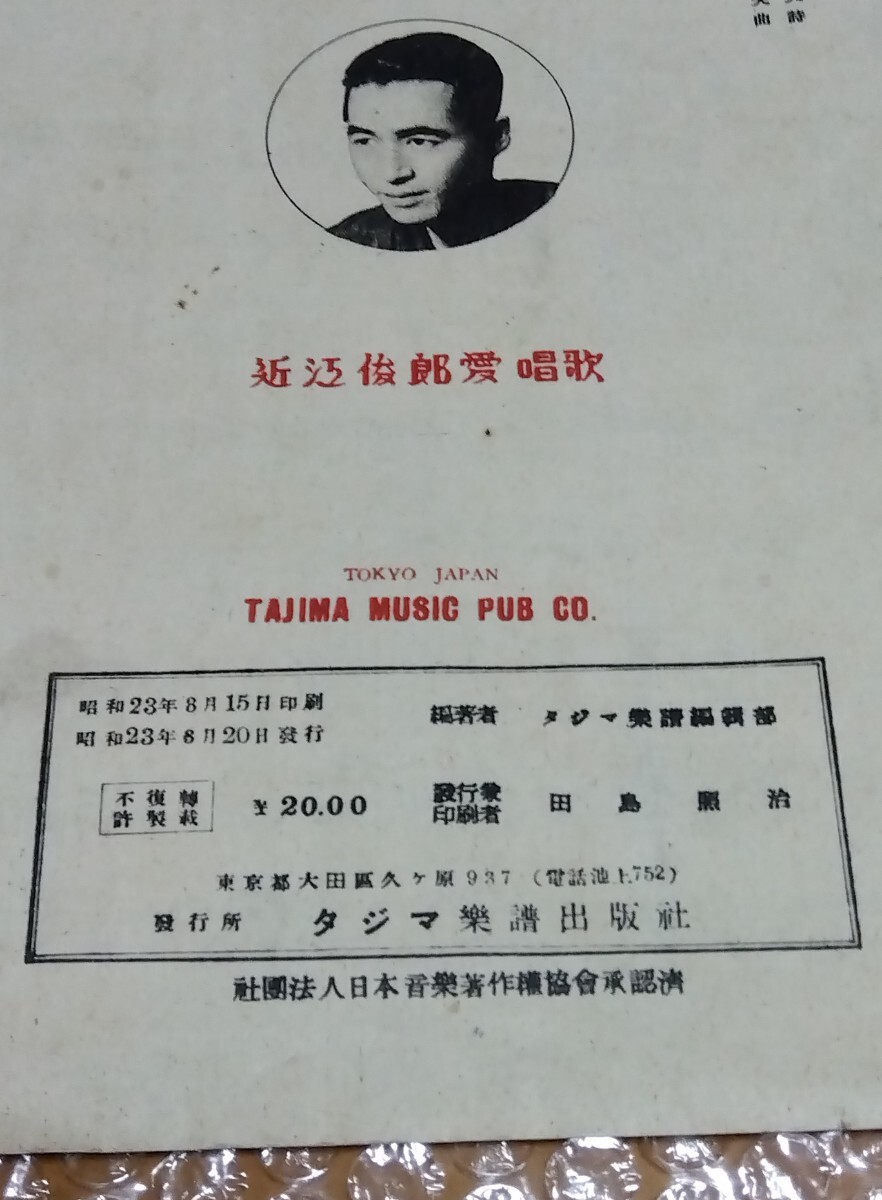 詩
曲
近江俊郎愛唱歌
TOKYO JAPAN
TAJIMA MUSIC PUB CO.
昭和23年8月15日印刷
昭和23年8月20日發行
編著者 タジマ樂譜編輯部
不許 復製 轉載
¥ 20.00
發行兼
印刷者
田島照治
東京都大田區久ヶ原937 (電話池上752)
發行所 タジマ樂譜出版社
社團法人日本音樂著作權協會承認濟